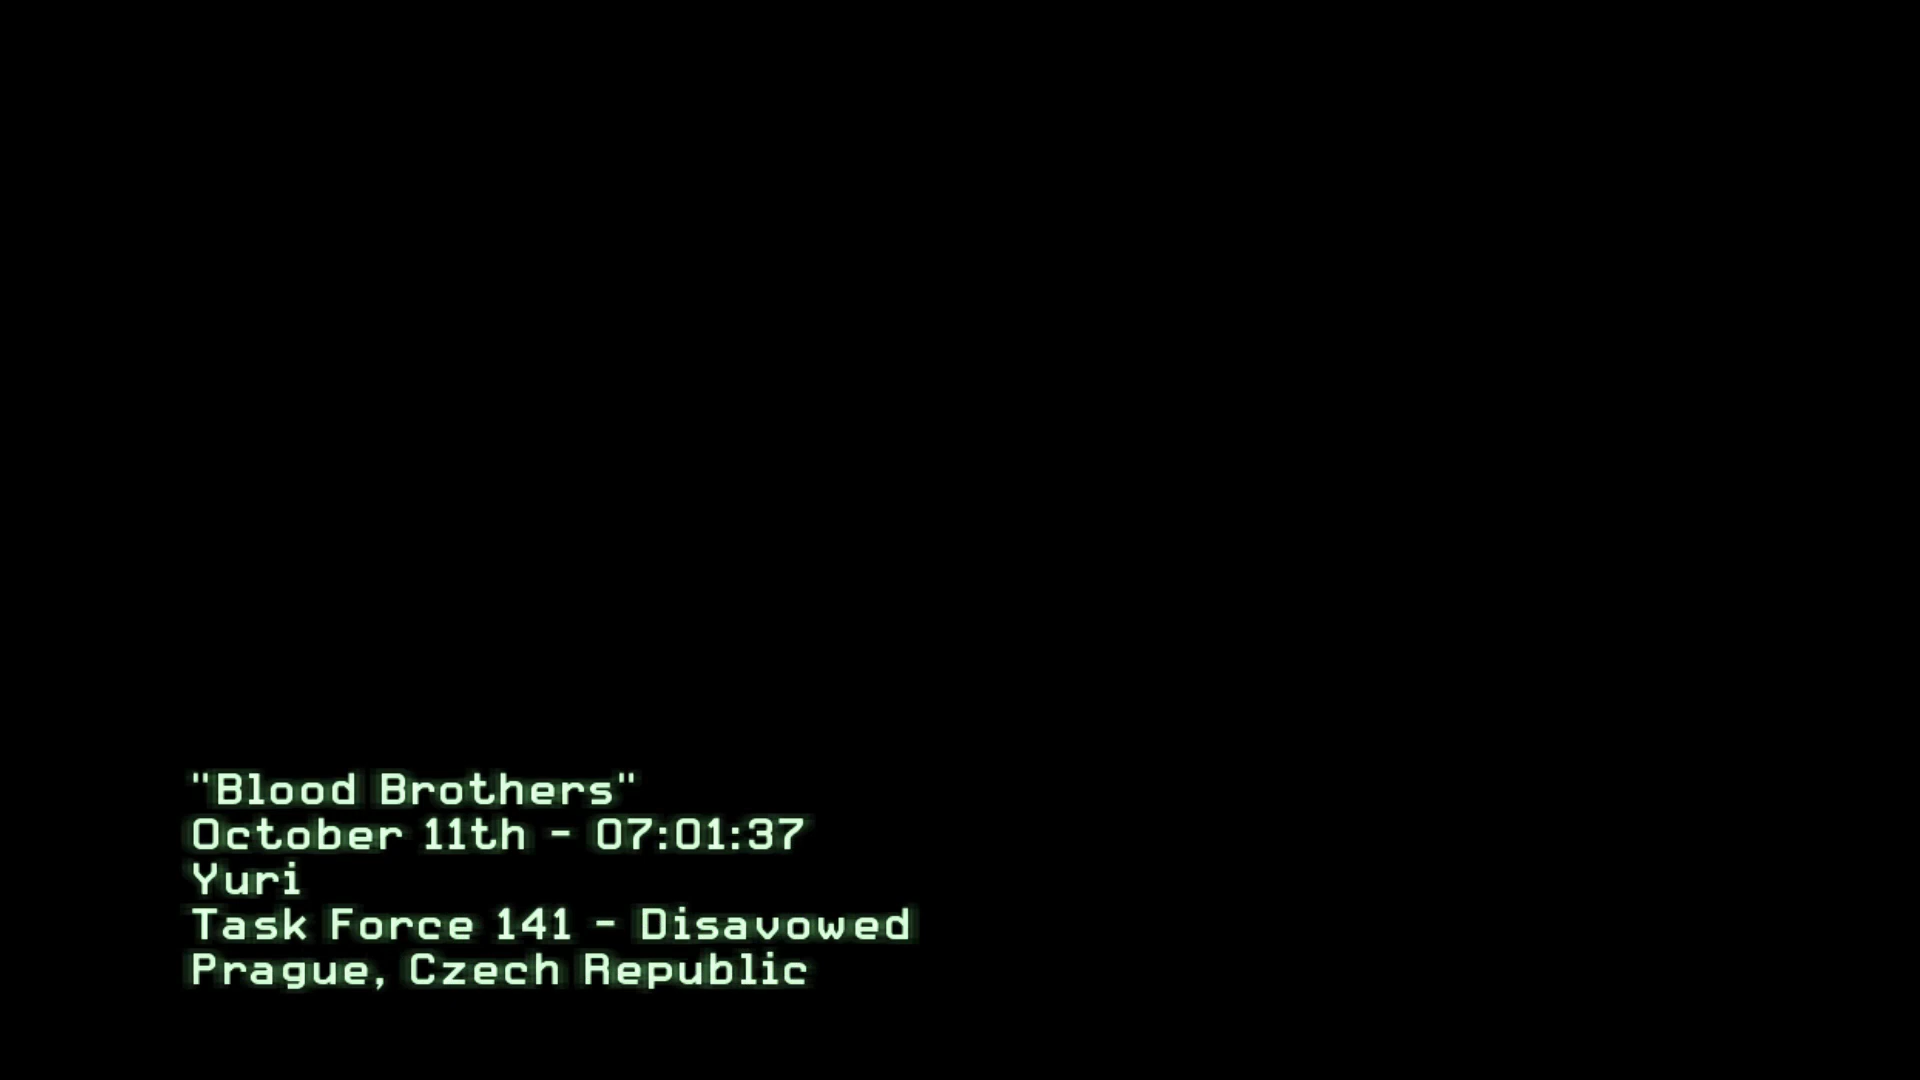 "Blood Brothers"
October 11th - 07:01:37
Yuri
Task Force 141 - Disavowed
Prague, Czech Republic